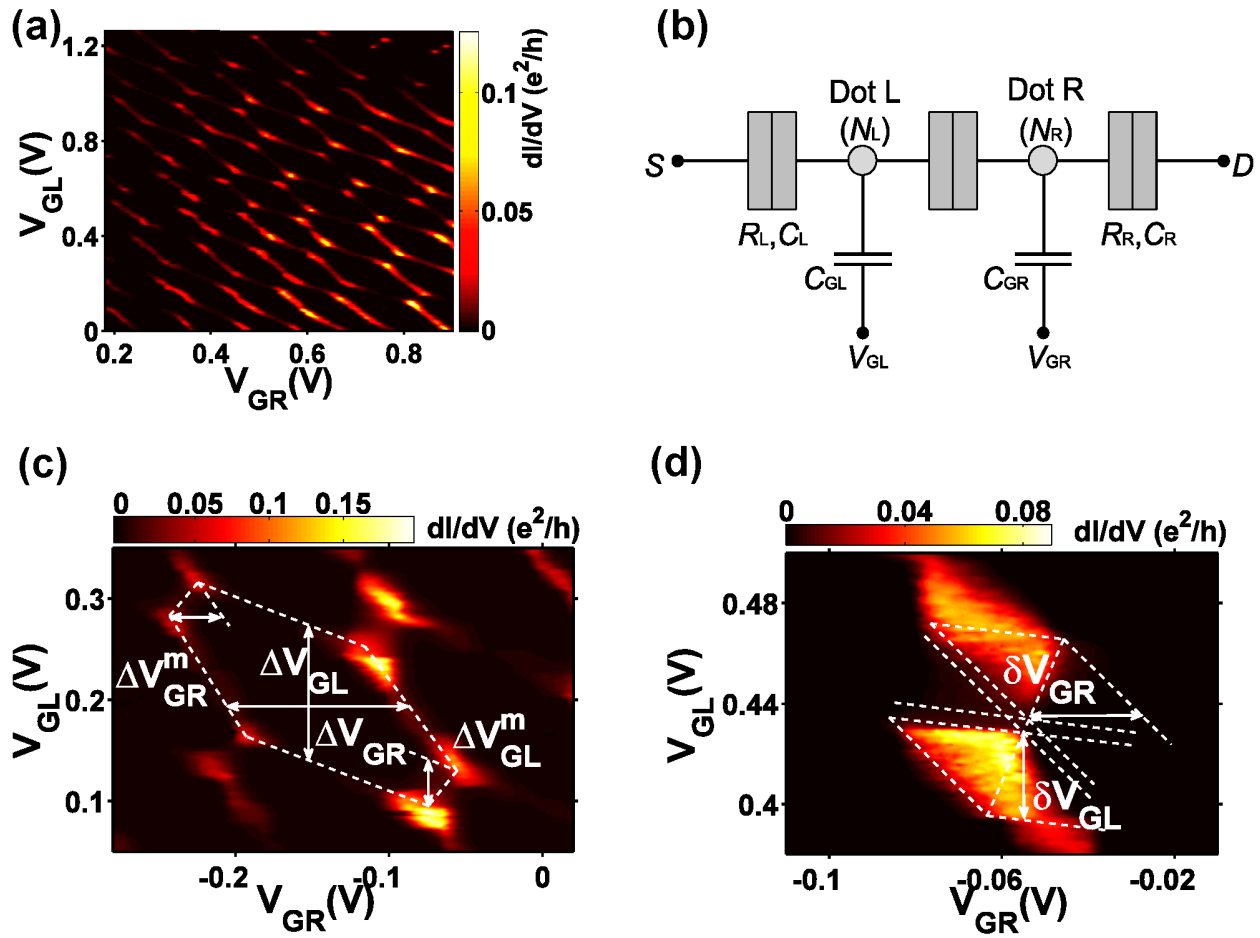 (a)
1.2
0.8
0.4
0
V_GL(V)
0.2 0.4 0.6 0.8
V_GR(V)
0.1
0.05
0
dI/dV (e^2/h)
(b)
Dot L
(N_L)
Dot R
(N_R)
S
D
R_L,C_L
R_R,C_R
C_GL
C_GR
V_GL
V_GR
(c)
0 0.05 0.1 0.15
dI/dV (e^2/h)
0.3
0.2
0.1
V_GL(V)
ΔV^m_GR
ΔV_GL
ΔV_GR
ΔV^m_GL
-0.2 -0.1 0
V_GR(V)
(d)
0 0.04 0.08
dI/dV (e^2/h)
0.48
0.44
0.4
V_GL(V)
δV_GR
δV_GL
-0.1 -0.06 -0.02
V_GR(V)